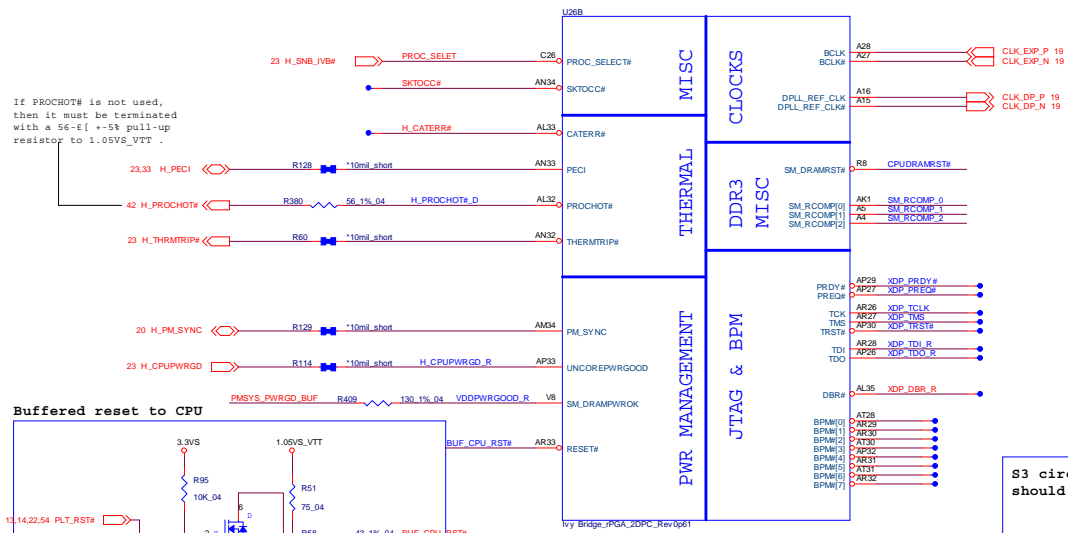 U26B
23 H_SNB_IVB# PROC_SELET C26 PROC_SELECT#
SKTOCC# AN34 SKTOCC#
MISC
CLOCKS
BCLK A28 CLK_EXP_P 19
BCLK# A27 CLK_EXP_N 19
DPLL_REF_CLK A16 CLK_DP_P 19
DPLL_REF_CLK# A15 CLK_DP_N 19
If PROCHOT# is not used,
then it must be terminated
with a 56-£[ +-5% pull-up
resistor to 1.05VS_VTT .
H_CATERR# AL33 CATERR#
23,33 H_PECI R128 *10mil_short AN33 PECI
42 H_PROCHOT# R380 56_1%_04 H_PROCHOT#_D AL32 PROCHOT#
23 H_THRMTRIP# R60 *10mil_short AN32 THERMTRIP#
THERMAL
DDR3
MISC
SM_DRAMRST# R8 CPUDRAMRST#
SM_RCOMP[0] AK1 SM_RCOMP_0
SM_RCOMP[1] A5 SM_RCOMP_1
SM_RCOMP[2] A4 SM_RCOMP_2
20 H_PM_SYNC R129 *10mil_short AM34 PM_SYNC
23 H_CPUPWRGD R114 *10mil_short H_CPUPWRGD_R AP33 UNCOREPWRGOOD
PMSYS_PWRGD_BUF R409 130_1%_04 VDDPWRGOOD_R V8 SM_DRAMPWROK
BUF_CPU_RST# AR33 RESET#
PWR MANAGEMENT
JTAG & BPM
PRDY# AP29 XDP_PRDY#
PREQ# AP27 XDP_PREQ#
TCK AR26 XDP_TCLK
TMS AR27 XDP_TMS
TRST# AP30 XDP_TRST#
TDI AR28 XDP_TDI_R
TDO AP26 XDP_TDO_R
DBR# AL35 XDP_DBR_R
BPM#[0] AT28
BPM#[1] AR29
BPM#[2] AR30
BPM#[3] AT30
BPM#[4] AP32
BPM#[5] AR31
BPM#[6] AT31
BPM#[7] AR32
Ivy Bridge_rPGA_2DPC_Rev0p61
Buffered reset to CPU
3.3VS 1.05VS_VTT
R95
10K_04
R51
75_04
6
D
13,14,22,54 PLT_RST#
R58 43_1%_04 BUF_CPU_RST#
S3 circ
should